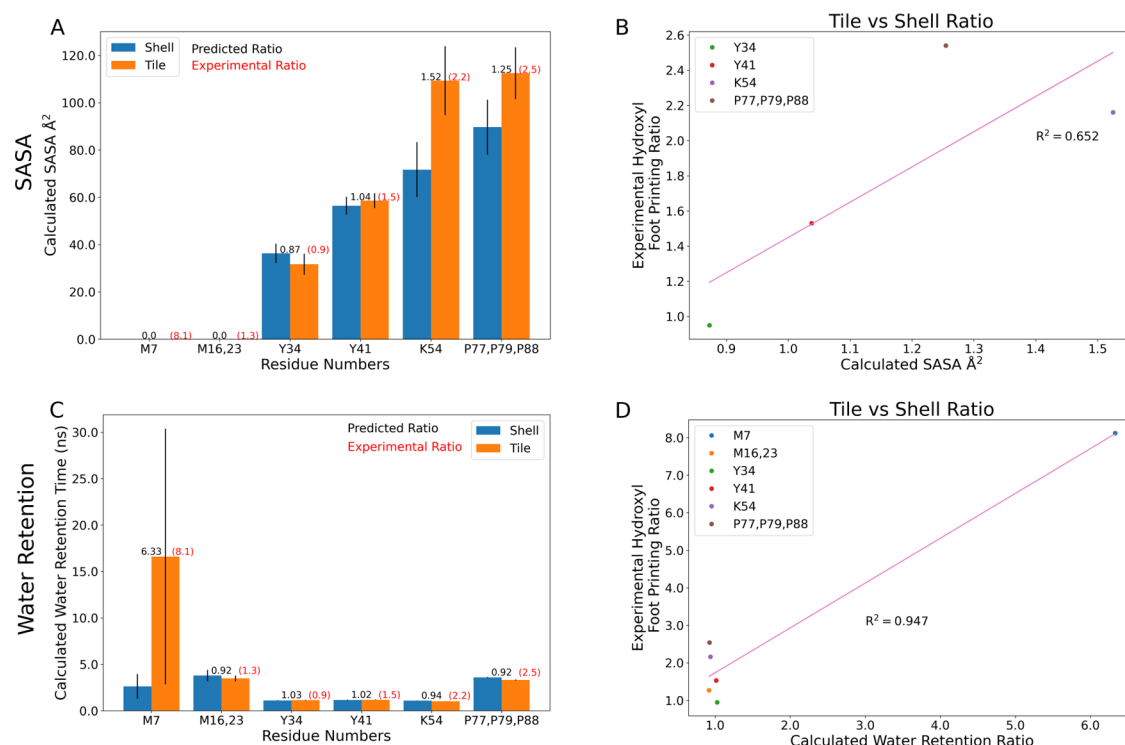 A
SASA
Calculated SASA Å²
120.0
100.0
80.0
60.0
40.0
20.0
0.0
Shell
Tile
Predicted Ratio
Experimental Ratio
0.0 (8.1)
0.0 (1.3)
0.87 (0.9)
1.04 (1.5)
1.52 (2.2)
1.25 (2.5)
M7 M16,23 Y34 Y41 K54 P77,P79,P88
Residue Numbers
B
Tile vs Shell Ratio
Experimental Hydroxyl
Foot Printing Ratio
2.6
2.4
2.2
2.0
1.8
1.6
1.4
1.2
1.0
Y34
Y41
K54
P77,P79,P88
R² = 0.652
0.9 1.0 1.1 1.2 1.3 1.4 1.5
Calculated SASA Å²
C
Water Retention
Calculated Water Retention Time (ns)
30.0
25.0
20.0
15.0
10.0
5.0
0.0
Predicted Ratio
Experimental Ratio
Shell
Tile
6.33 (8.1)
0.92 (1.3)
1.03 (0.9)
1.02 (1.5)
0.94 (2.2)
0.92 (2.5)
M7 M16,23 Y34 Y41 K54 P77,P79,P88
Residue Numbers
D
Tile vs Shell Ratio
Experimental Hydroxyl
Foot Printing Ratio
8.0
7.0
6.0
5.0
4.0
3.0
2.0
1.0
M7
M16,23
Y34
Y41
K54
P77,P79,P88
R² = 0.947
1.0 2.0 3.0 4.0 5.0 6.0
Calculated Water Retention Ratio